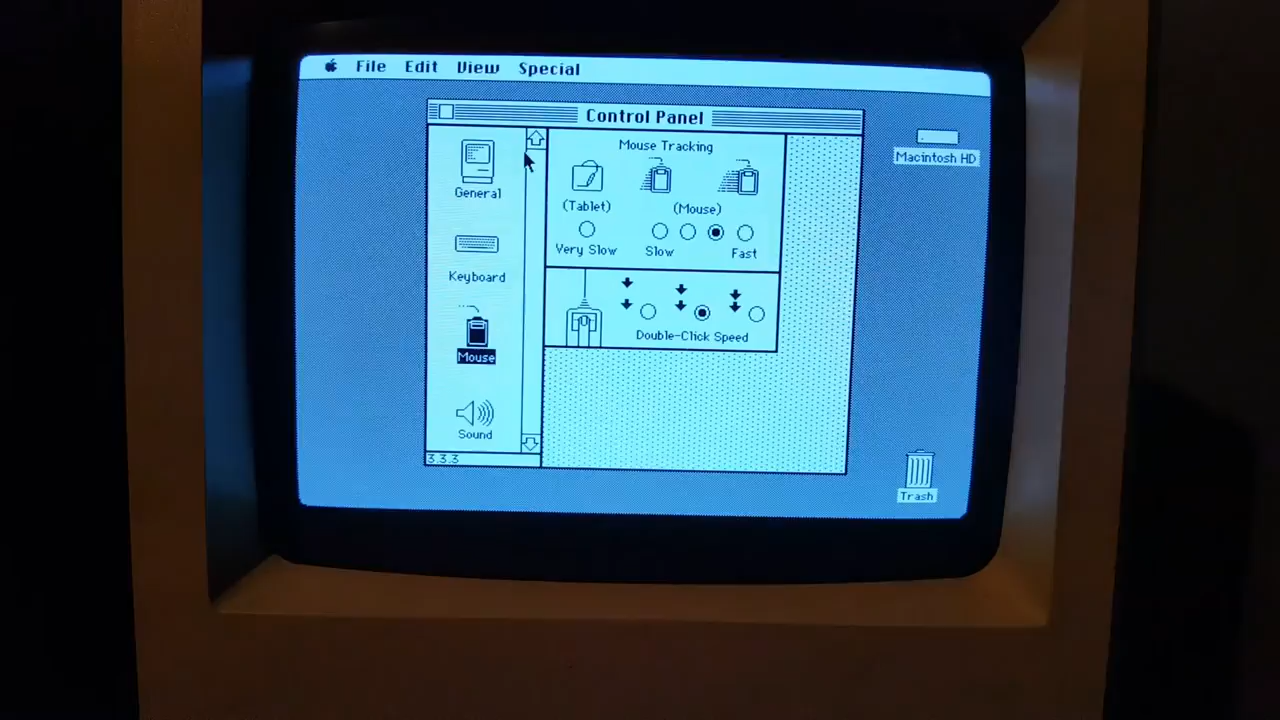 File Edit View Special
Control Panel
Macintosh HD
General
Keyboard
Mouse
Sound
3.3.3
Mouse Tracking
(Tablet) (Mouse)
Very Slow Slow Fast
Double-Click Speed
Trash